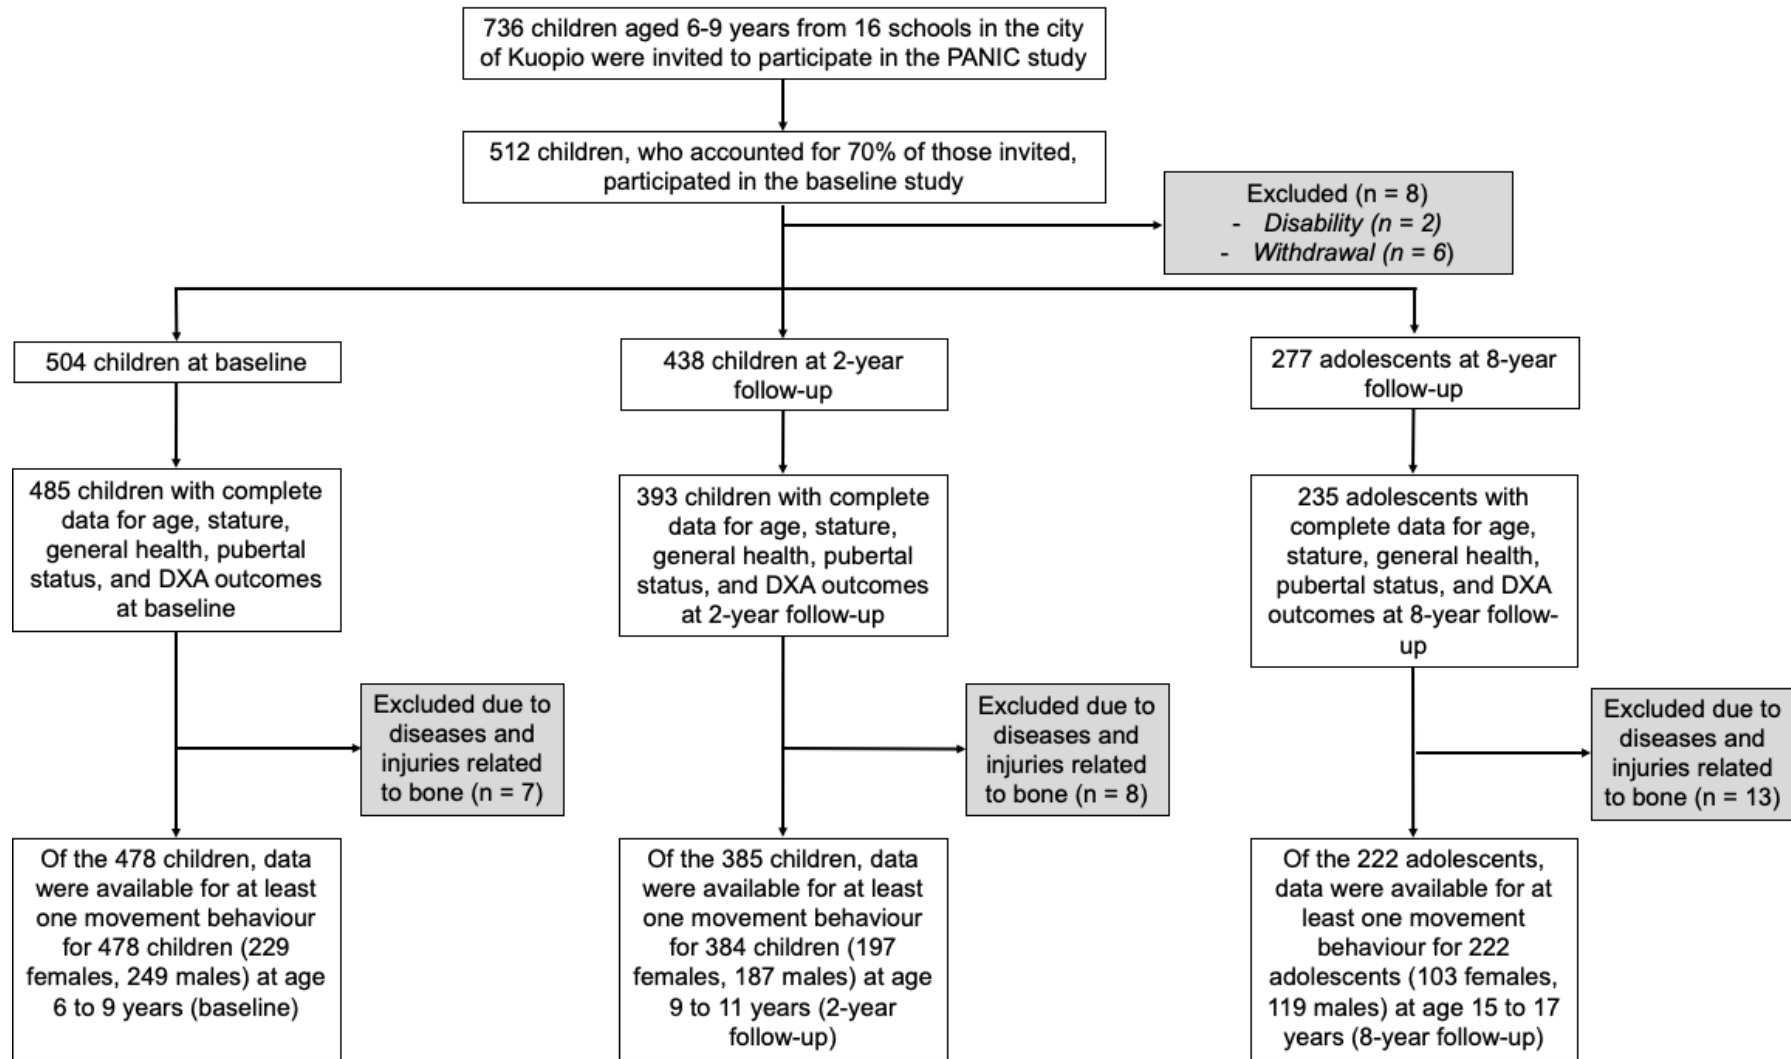 736 children aged 6-9 years from 16 schools in the city
of Kuopio were invited to participate in the PANIC study
512 children, who accounted for 70% of those invited,
participated in the baseline study
Excluded (n = 8)
- Disability (n = 2)
- Withdrawal (n = 6)
504 children at baseline
438 children at 2-year
follow-up
277 adolescents at 8-year
follow-up
485 children with complete
data for age, stature,
general health, pubertal
status, and DXA outcomes
at baseline
393 children with complete
data for age, stature,
general health, pubertal
status, and DXA outcomes
at 2-year follow-up
235 adolescents with
complete data for age,
stature, general health,
pubertal status, and DXA
outcomes at 8-year follow-
up
Excluded due to
diseases and
injuries related
to bone (n = 7)
Excluded due to
diseases and
injuries related
to bone (n = 8)
Excluded due to
diseases and
injuries related
to bone (n = 13)
Of the 478 children, data
were available for at least
one movement behaviour
for 478 children (229
females, 249 males) at age
6 to 9 years (baseline)
Of the 385 children, data
were available for at least
one movement behaviour
for 384 children (197
females, 187 males) at age
9 to 11 years (2-year
follow-up)
Of the 222 adolescents,
data were available for at
least one movement
behaviour for 222
adolescents (103 females,
119 males) at age 15 to 17
years (8-year follow-up)